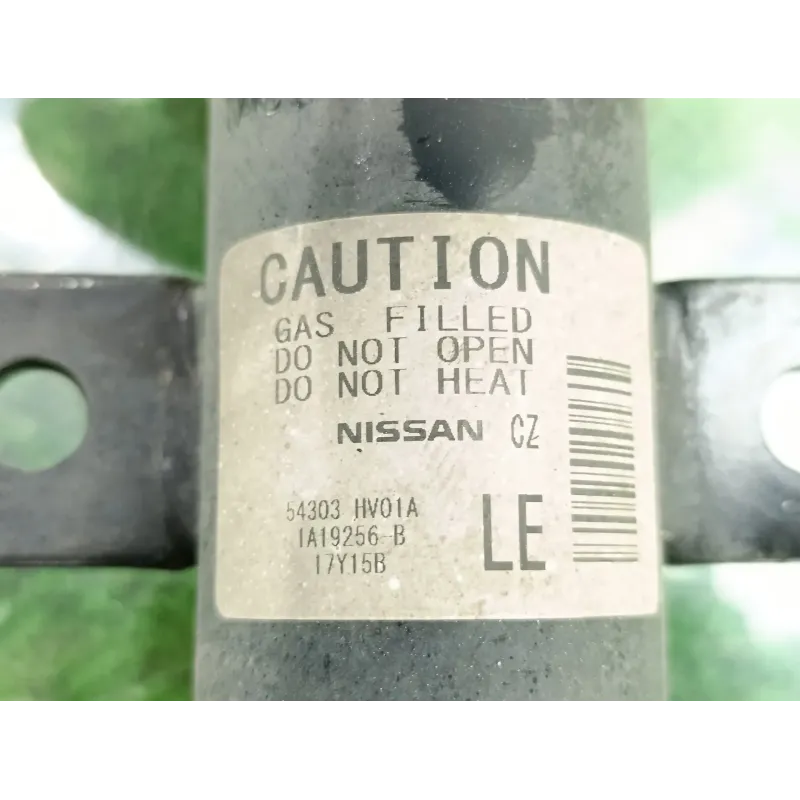 CAUTION
GAS FILLED
DO NOT OPEN
DO NOT HEAT
NISSAN CZ
54303 HV01A
1A19256-B
17Y15B
LE